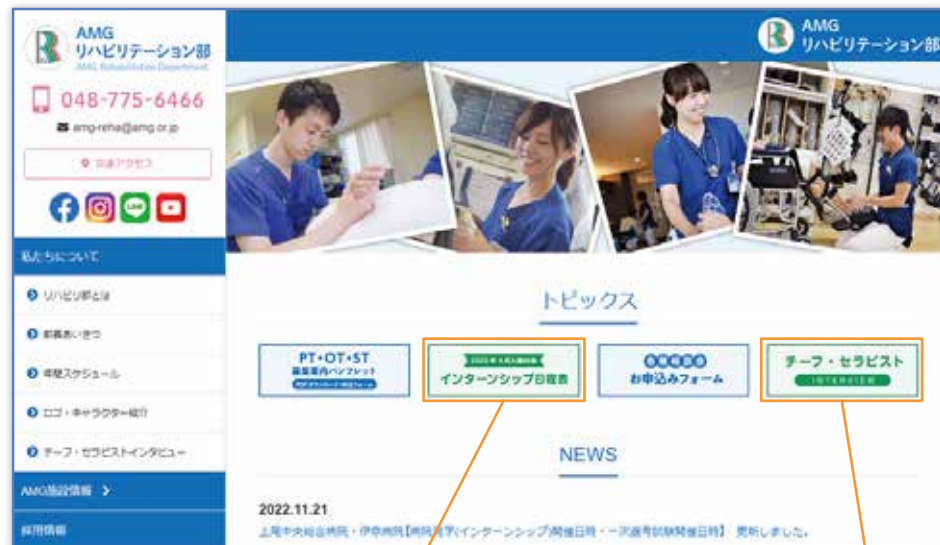 AMG
リハビリテーション部
AMG Rehabilitation Department
048-775-6466
amg-reha@amg.or.jp
交通アクセス
LINE
私たちについて
リハビリ部とは
部長あいさつ
年間スケジュール
ロゴ・キャラクター紹介
チーフ・セラピストインタビュー
AMG施設情報
採用情報
AMG
リハビリテーション部
トピックス
PT・OT・ST
募集案内パンフレット
インターンシップ日程表
お申込みフォーム
チーフ・セラピスト
INTERVIEW
NEWS
2022.11.21
上尾中央総合病院・伊奈病院【病院見学(インターンシップ)開催日時・一次選考試験開催日時】 更新しました。